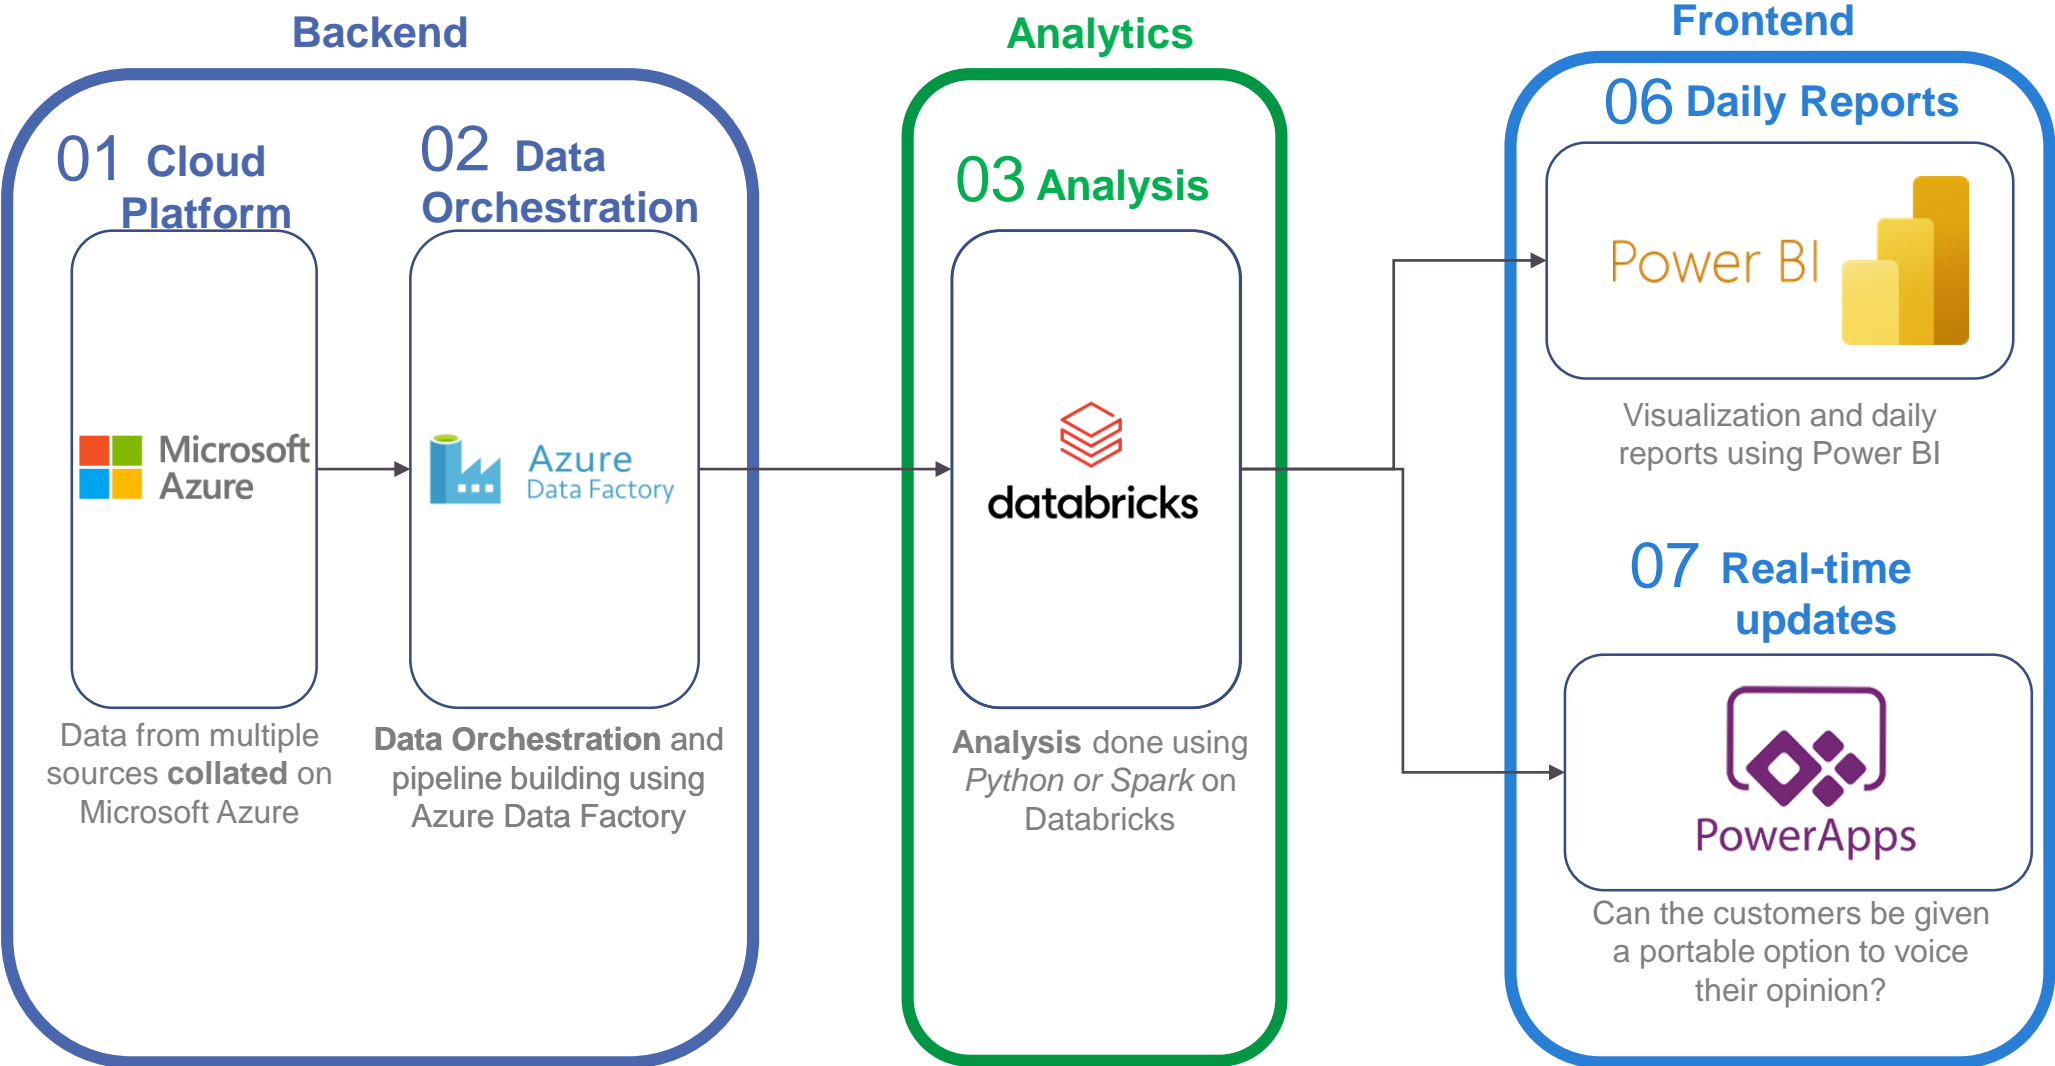 Backend
01 Cloud
Platform
Microsoft
Azure
Data from multiple
sources collated on
Microsoft Azure
02 Data
Orchestration
Azure
Data Factory
Data Orchestration and
pipeline building using
Azure Data Factory
Analytics
03 Analysis
databricks
Analysis done using
Python or Spark on
Databricks
Frontend
06 Daily Reports
Power BI
Visualization and daily
reports using Power BI
07 Real-time
updates
PowerApps
Can the customers be given
a portable option to voice
their opinion?